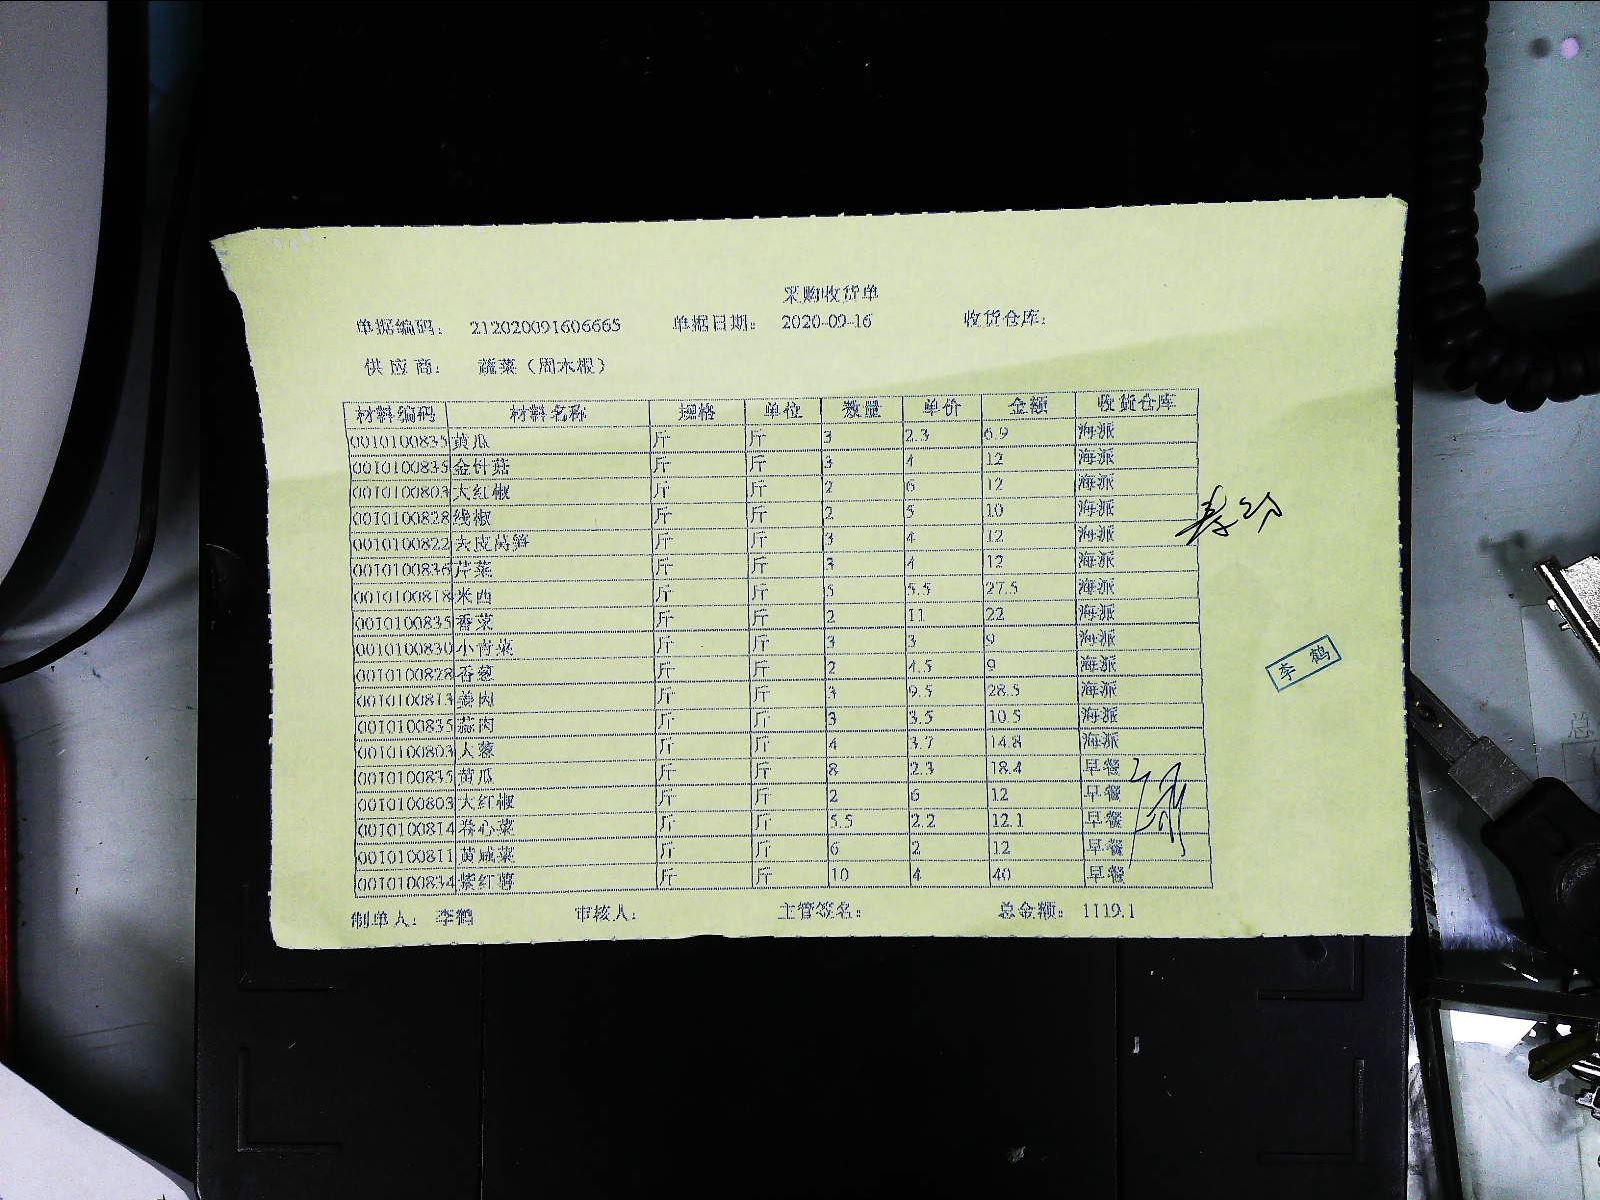 采购收货单
单据编码： 212020091606665 单据日期： 2020-09-16 收货仓库：
供应商： 蔬菜（周木根）
材料编码 材料名称 规格 单位 数量 单价 金额 收货仓库
0010100835 黄瓜 斤 斤 3 2.3 6.9 海派
0010100835 金针菇 斤 斤 3 4 12 海派
0010100803 大红椒 斤 斤 2 6 12 海派
0010100828 线椒 斤 斤 2 5 10 海派
0010100822 去皮莴笋 斤 斤 3 4 12 海派
0010100836 芹菜 斤 斤 3 4 12 海派
0010100818 米西 斤 斤 5 5.5 27.5 海派
0010100835 香菜 斤 斤 2 11 22 海派
0010100830 小青菜 斤 斤 3 3 9 海派
0010100828 香葱 斤 斤 2 4.5 9 海派
0010100813 姜肉 斤 斤 3 9.5 28.5 海派
0010100835 蒜肉 斤 斤 3 3.5 10.5 海派
0010100803 大蓉 斤 斤 4 3.7 14.8 海派
0010100835 黄瓜 斤 斤 8 2.3 18.4 早餐
0010100803 大红椒 斤 斤 2 6 12 早餐
0010100814 卷心菜 斤 斤 5.5 2.2 12.1 早餐
0010100811 黄咸菜 斤 斤 6 2 12 早餐
0010100834 紫红薯 斤 斤 10 4 40 早餐
李鹤
制单人： 李鹤 审核人： 主管签名： 总金额： 1119.1